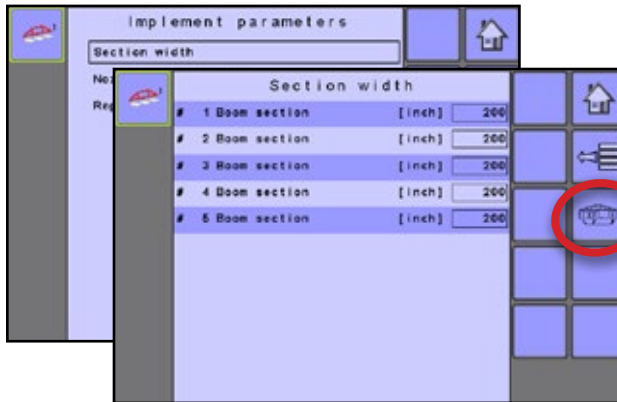 Implement parameters
Section width
Section width
# 1 Boom section [inch] 200
# 2 Boom section [inch] 200
# 3 Boom section [inch] 200
# 4 Boom section [inch] 200
# 5 Boom section [inch] 200